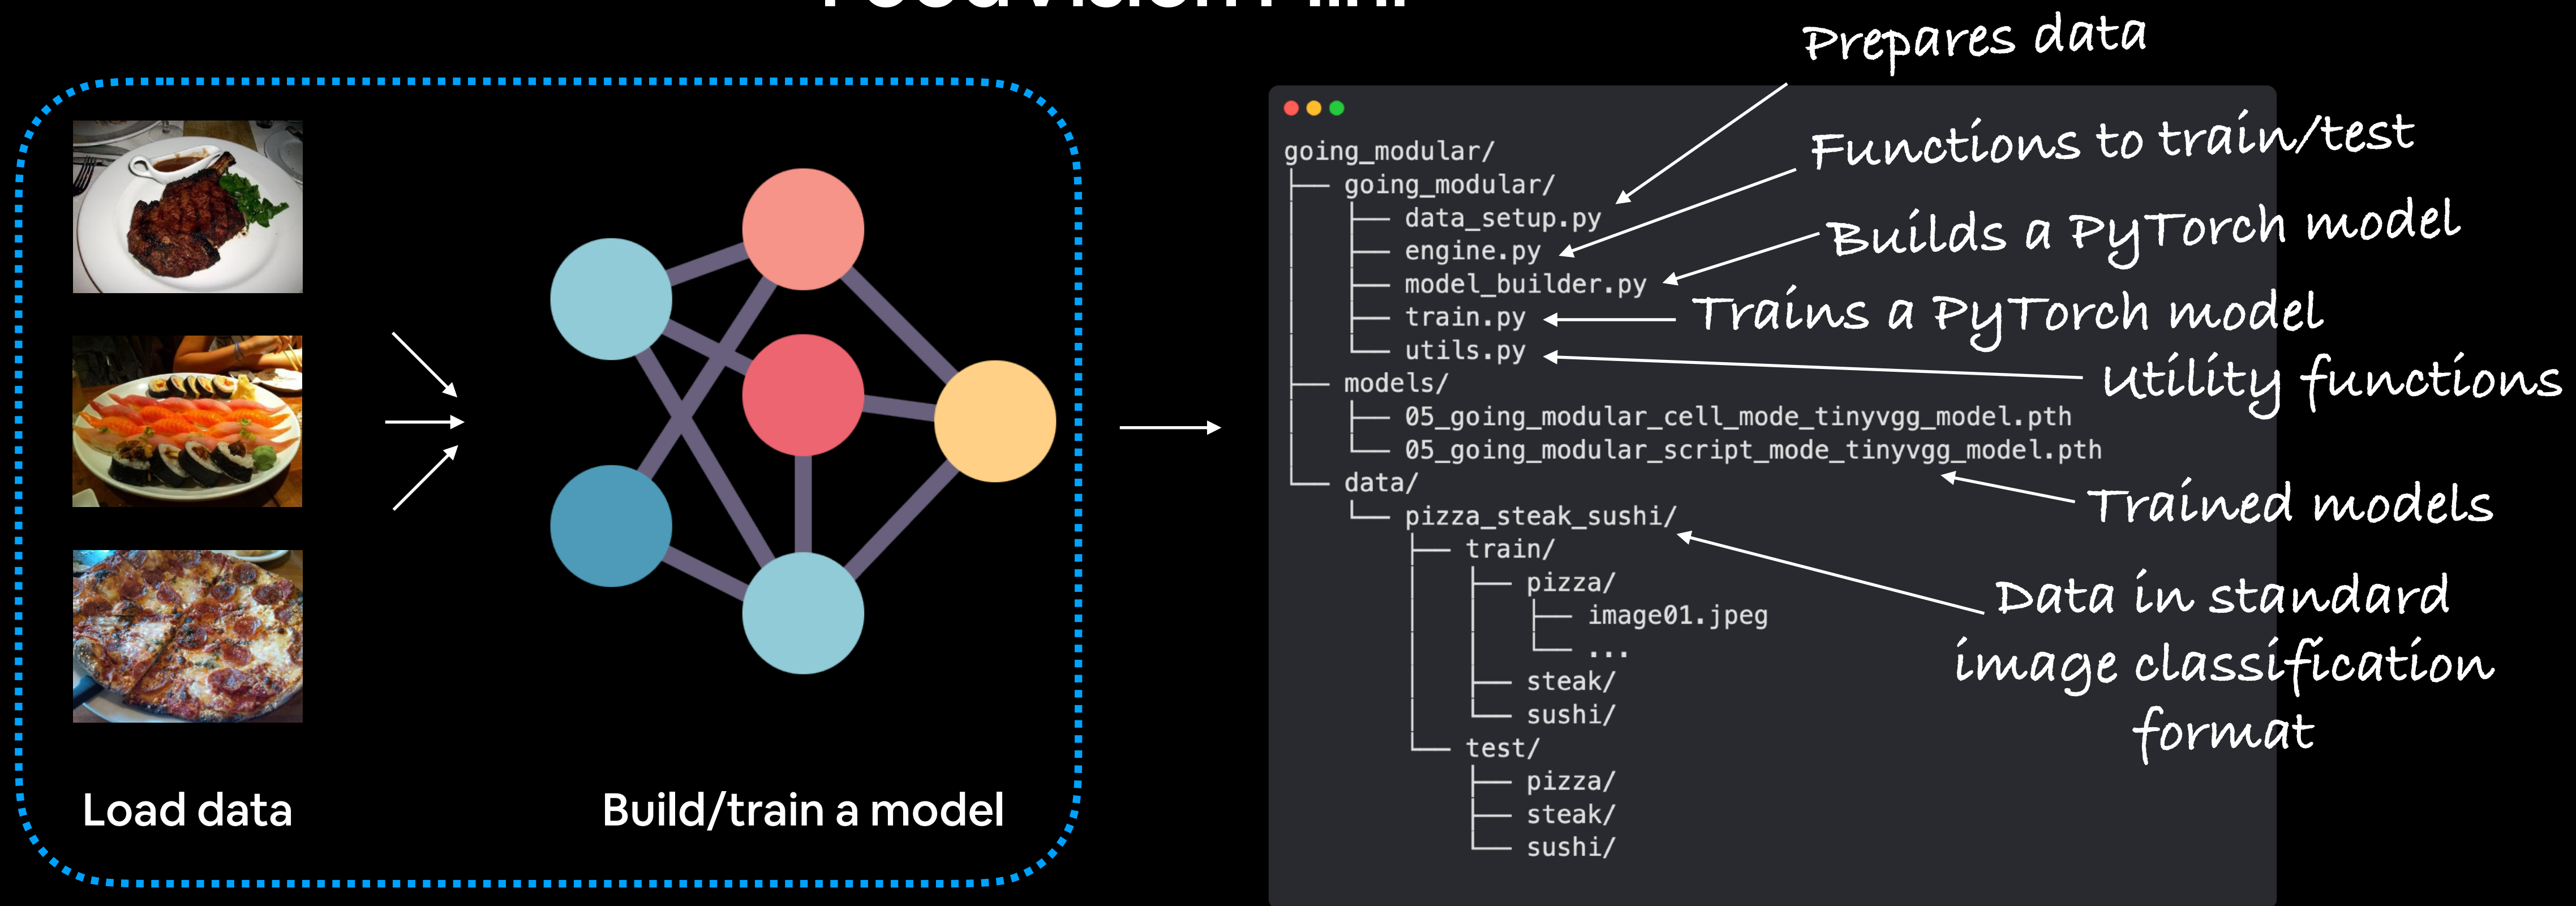 Prepares data
Functions to train/test
Builds a PyTorch model
Trains a PyTorch model
Utility functions
Trained models
Data in standard
image classification
format
going_modular/
├── going_modular/
│   ├── data_setup.py
│   ├── engine.py
│   ├── model_builder.py
│   ├── train.py
│   └── utils.py
├── models/
│   ├── 05_going_modular_cell_mode_tinyvgg_model.pth
│   └── 05_going_modular_script_mode_tinyvgg_model.pth
└── data/
    └── pizza_steak_sushi/
        ├── train/
        │   ├── pizza/
        │   │   ├── image01.jpeg
        │   │   └── ...
        │   ├── steak/
        │   └── sushi/
        └── test/
            ├── pizza/
            ├── steak/
            └── sushi/
Load data
Build/train a model